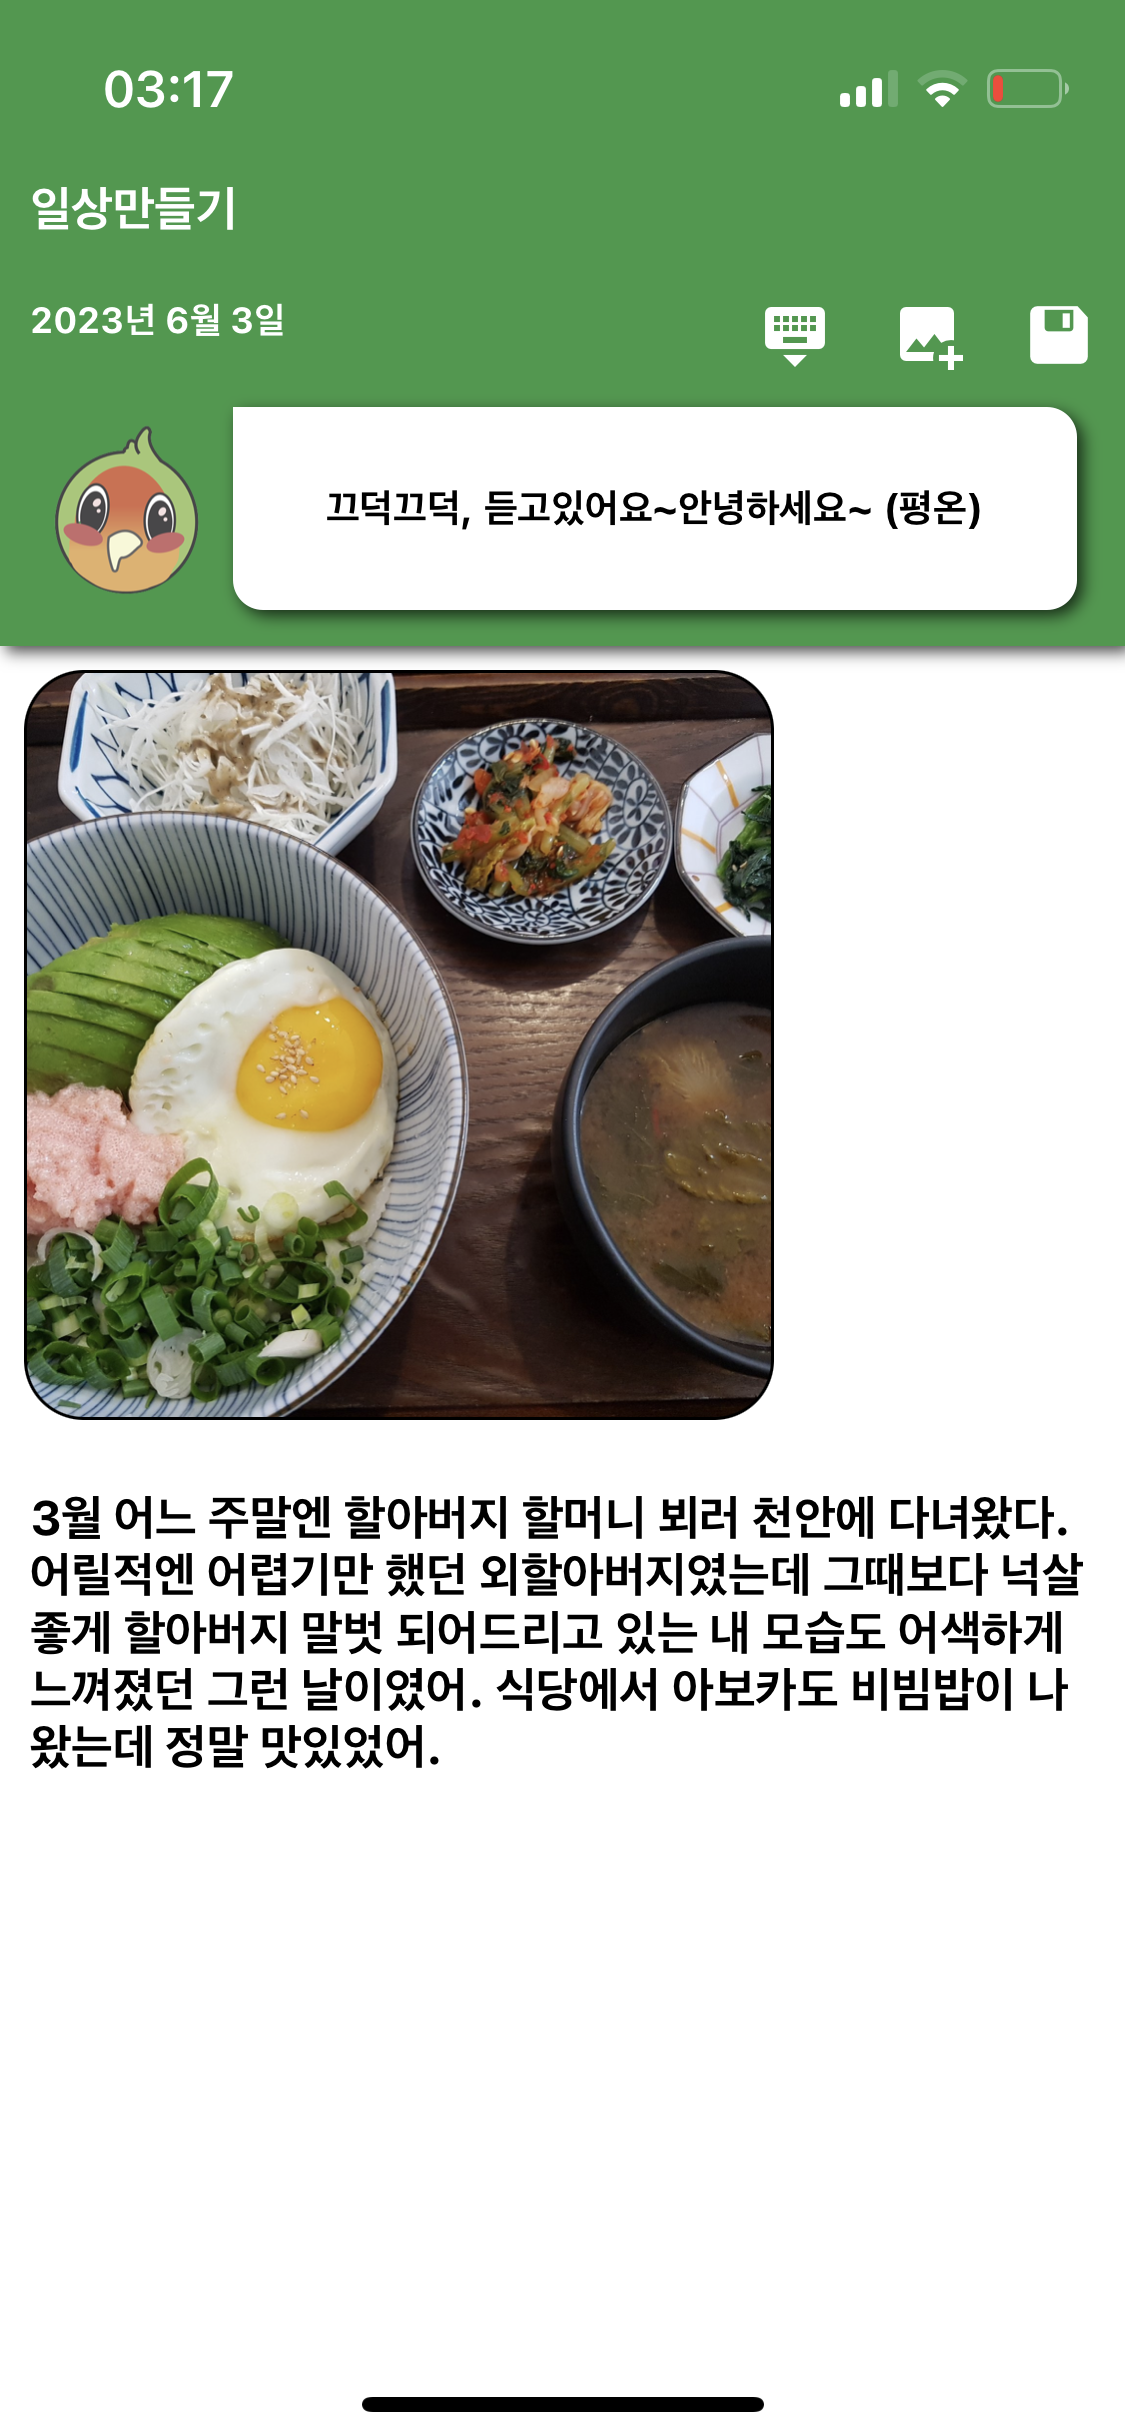 03:17
일상만들기
2023년 6월 3일
끄덕끄덕, 듣고있어요~안녕하세요~ (평온)
3월 어느 주말엔 할아버지 할머니 뵈러 천안에 다녀왔다.
어릴적엔 어렵기만 했던 외할아버지였는데 그때보다 넉살
좋게 할아버지 말벗 되어드리고 있는 내 모습도 어색하게
느껴졌던 그런 날이였어. 식당에서 아보카도 비빔밥이 나
왔는데 정말 맛있었어.